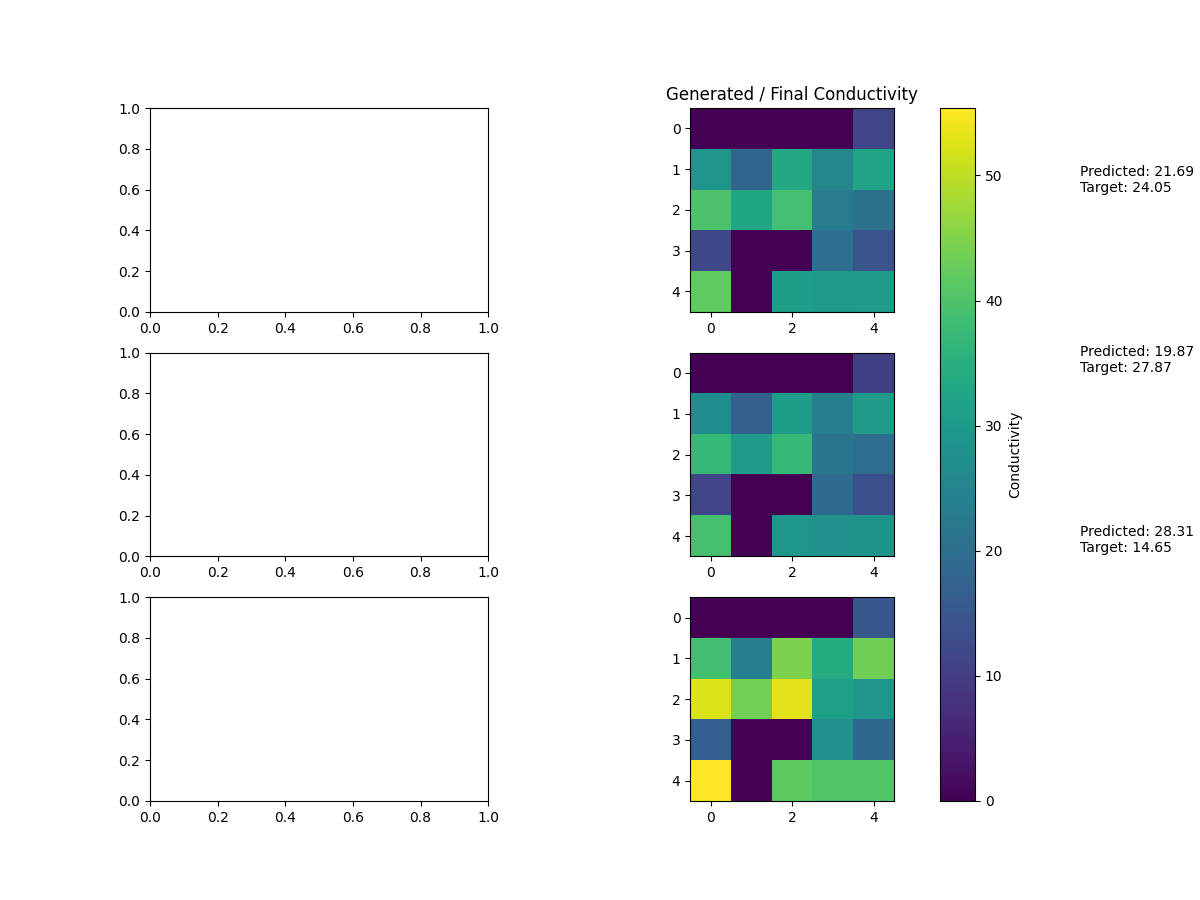 1.0
0.8
0.6
0.4
0.2
0.0
0.0 0.2 0.4 0.6 0.8 1.0
1.0
0.8
0.6
0.4
0.2
0.0
0.0 0.2 0.4 0.6 0.8 1.0
1.0
0.8
0.6
0.4
0.2
0.0
0.0 0.2 0.4 0.6 0.8 1.0
Generated / Final Conductivity
0
1
2
3
4
0 2 4
0
1
2
3
4
0 2 4
0
1
2
3
4
0 2 4
50
40
30
20
10
0
Conductivity
Predicted: 21.69
Target: 24.05
Predicted: 19.87
Target: 27.87
Predicted: 28.31
Target: 14.65